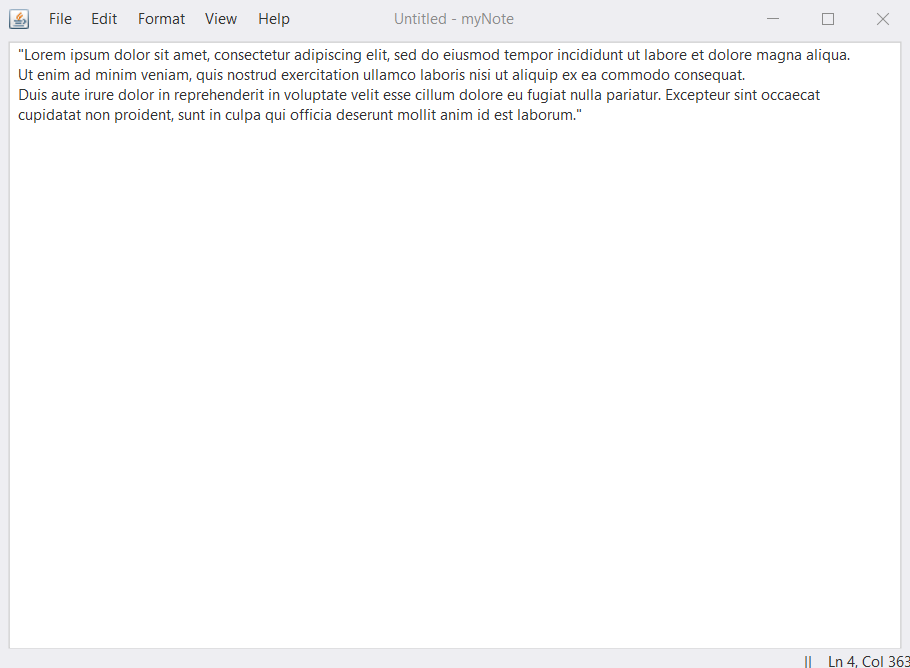 File Edit Format View Help Untitled - myNote
"Lorem ipsum dolor sit amet, consectetur adipiscing elit, sed do eiusmod tempor incididunt ut labore et dolore magna aliqua.
Ut enim ad minim veniam, quis nostrud exercitation ullamco laboris nisi ut aliquip ex ea commodo consequat.
Duis aute irure dolor in reprehenderit in voluptate velit esse cillum dolore eu fugiat nulla pariatur. Excepteur sint occaecat
cupidatat non proident, sunt in culpa qui officia deserunt mollit anim id est laborum."
|| Ln 4, Col 363